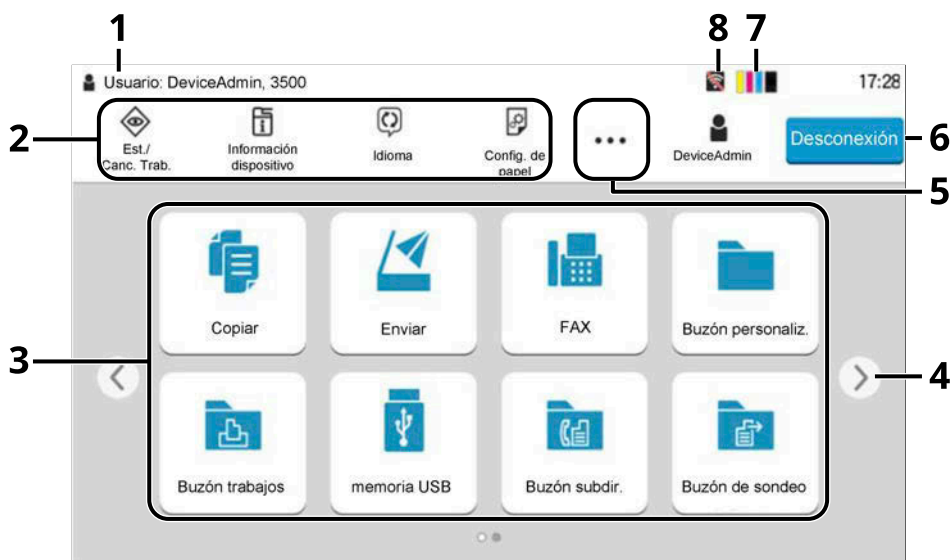 1
8
7
Usuario: DeviceAdmin, 3500
17:28
2
Est./
Canc. Trab.
Información
dispositivo
Idioma
Config. de
papel
DeviceAdmin
Desconexión
6
5
Copiar
Enviar
FAX
Buzón personaliz.
3
4
Buzón trabajos
memoria USB
Buzón subdir.
Buzón de sondeo